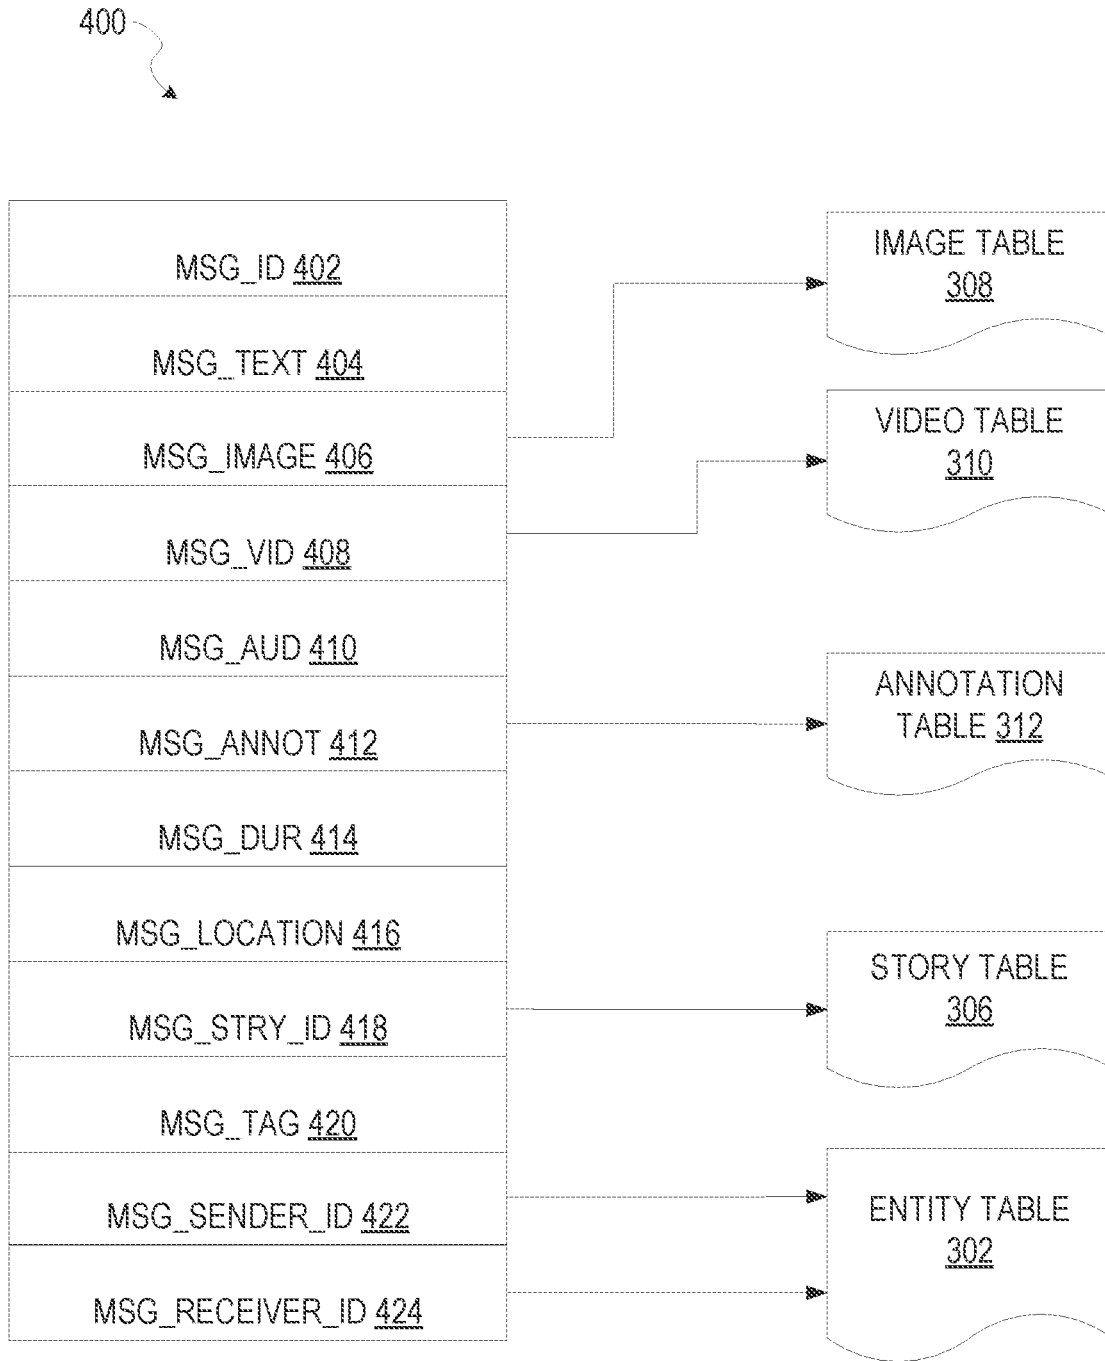 400
MSG_ID 402
MSG_TEXT 404
MSG_IMAGE 406
MSG_VID 408
MSG_AUD 410
MSG_ANNOT 412
MSG_DUR 414
MSG_LOCATION 416
MSG_STRY_ID 418
MSG_TAG 420
MSG_SENDER_ID 422
MSG_RECEIVER_ID 424
IMAGE TABLE
308
VIDEO TABLE
310
ANNOTATION
TABLE 312
STORY TABLE
306
ENTITY TABLE
302